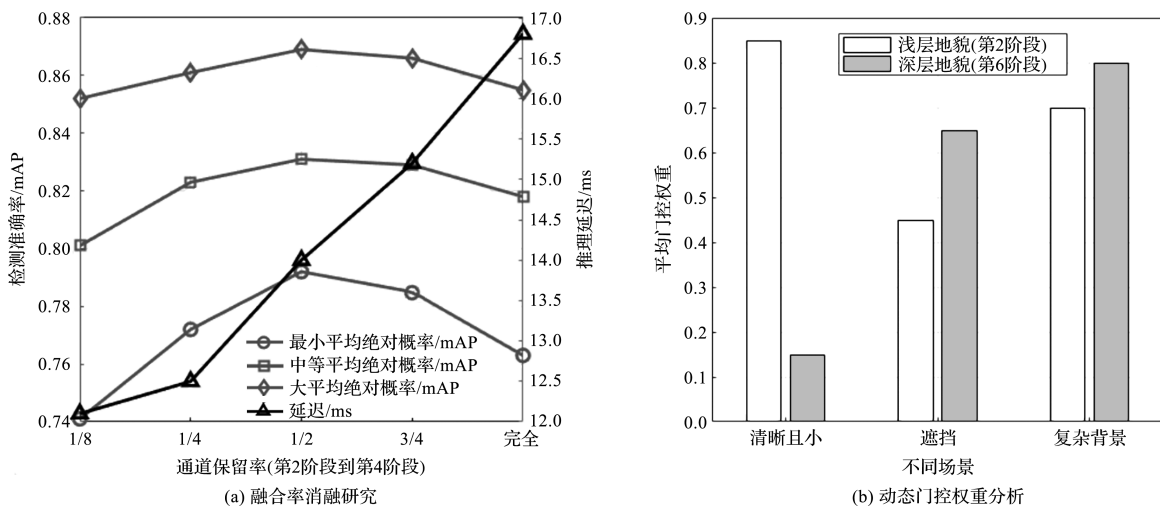 0.88
0.86
0.84
0.82
0.80
0.78
0.76
0.74
检测准确率/mAP
17.0
16.5
16.0
15.5
15.0
14.5
14.0
13.5
13.0
12.5
12.0
推理延迟/ms
最小平均绝对概率/mAP
中等平均绝对概率/mAP
大平均绝对概率/mAP
延迟/ms
1/8 1/4 1/2 3/4 完全
通道保留率(第2阶段到第4阶段)
(a) 融合率消融研究
0.9
0.8
0.7
0.6
0.5
0.4
0.3
0.2
0.1
0.0
平均门控权重
浅层地貌(第2阶段)
深层地貌(第6阶段)
清晰且小 遮挡 复杂背景
不同场景
(b) 动态门控权重分析